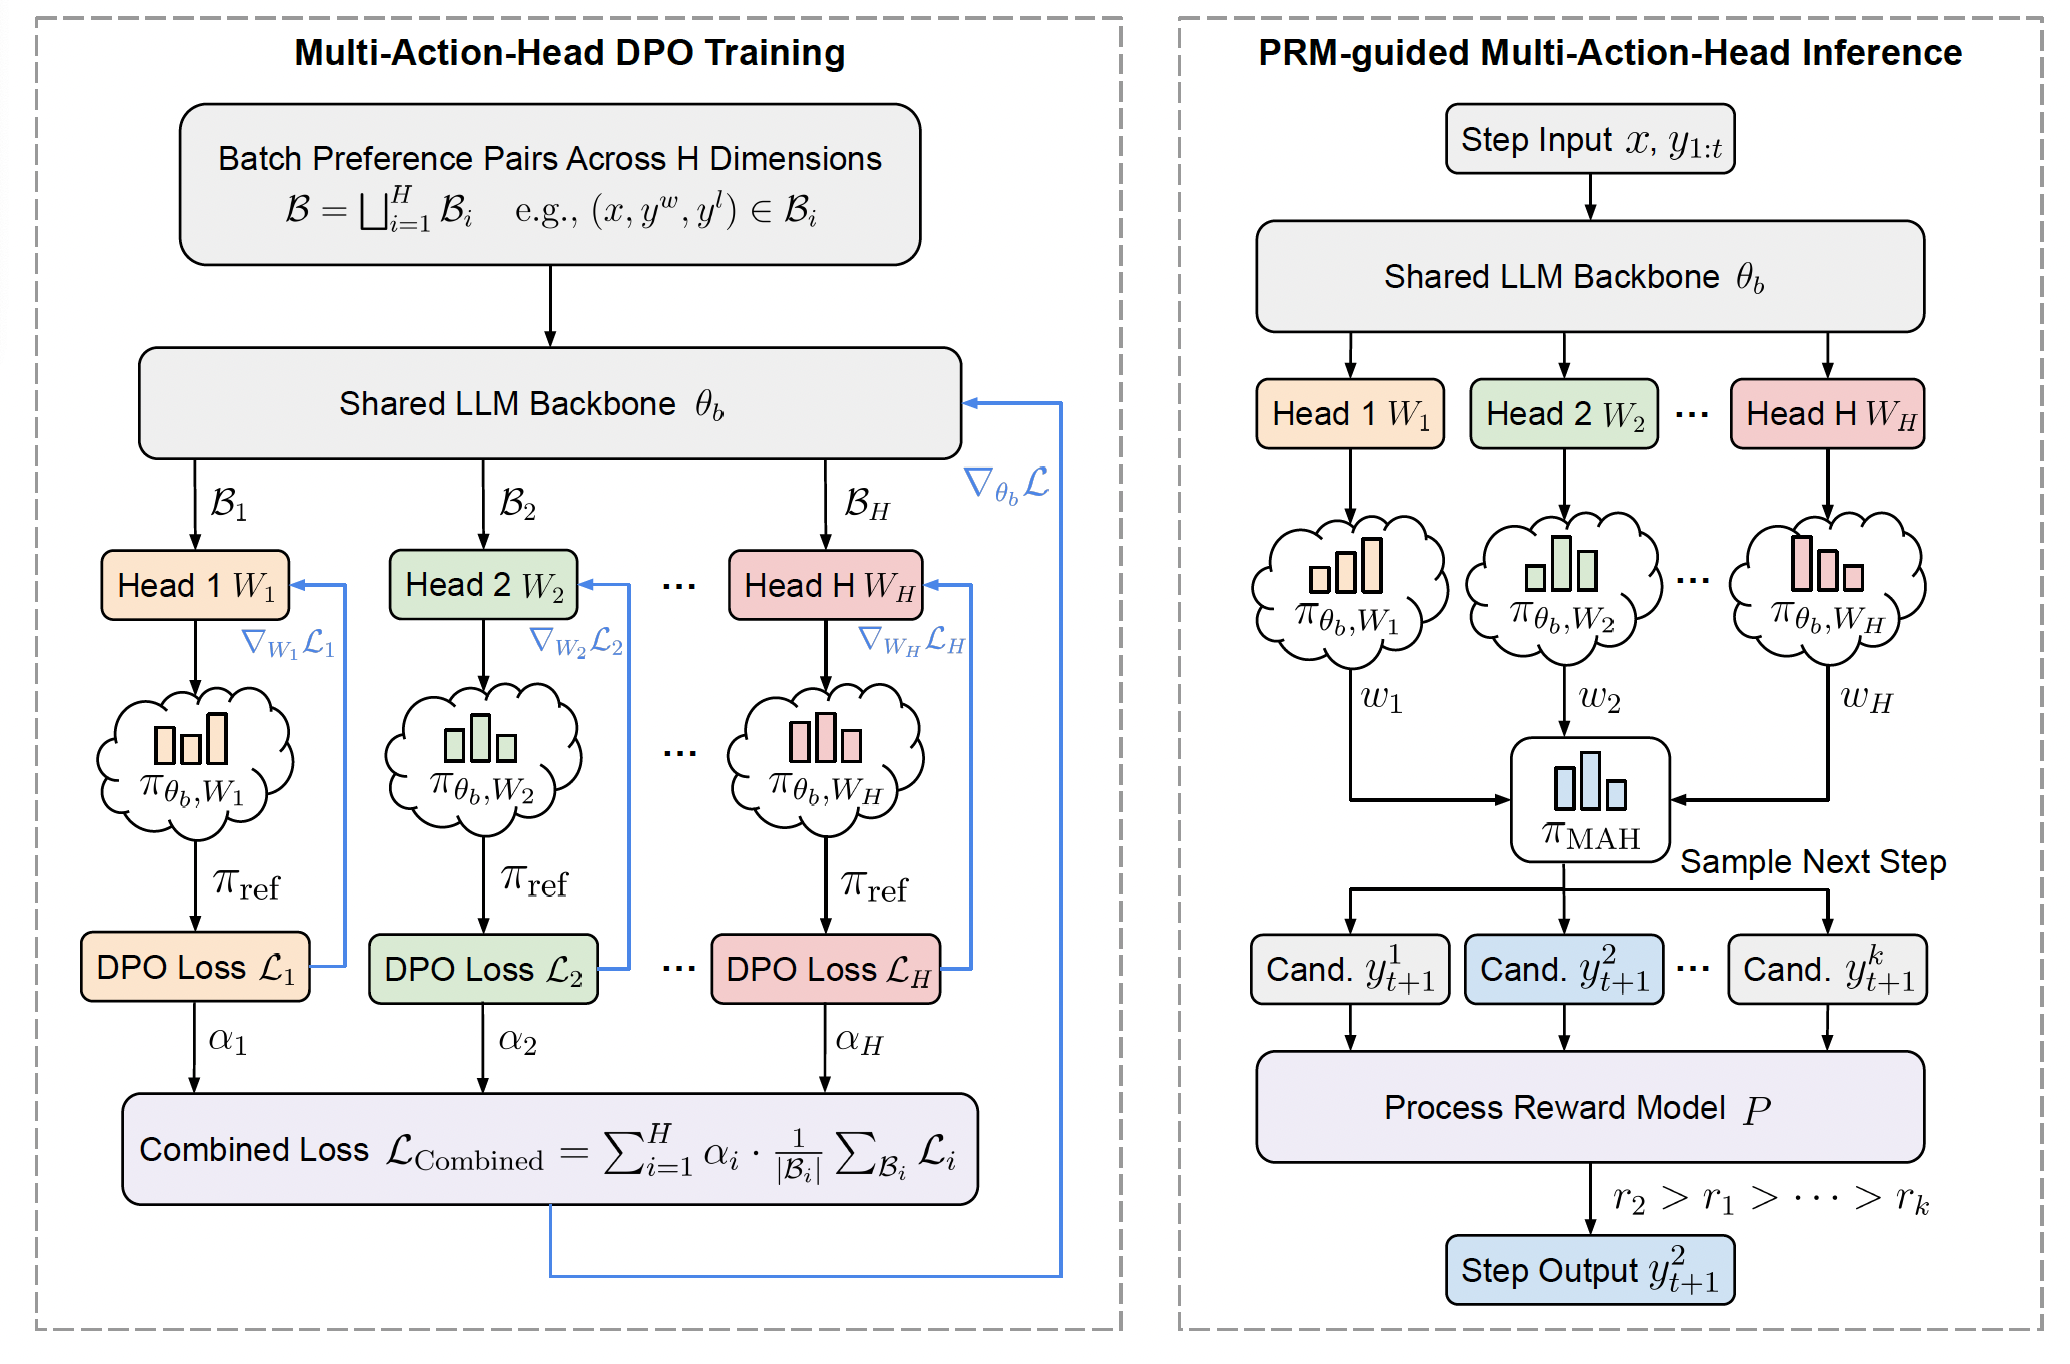 Multi-Action-Head DPO Training
Batch Preference Pairs Across H Dimensions
$\mathcal{B} = \bigsqcup_{i=1}^{H} \mathcal{B}_i$ e.g., $(x, y^w, y^l) \in \mathcal{B}_i$
Shared LLM Backbone $\theta_b$
$\nabla_{\theta_b} \mathcal{L}$
$\mathcal{B}_1$ $\mathcal{B}_2$ $\mathcal{B}_H$
Head 1 $W_1$ Head 2 $W_2$ ... Head H $W_H$
$\nabla_{W_1} \mathcal{L}_1$ $\nabla_{W_2} \mathcal{L}_2$ $\nabla_{W_H} \mathcal{L}_H$
$\pi_{\theta_b, W_1}$ $\pi_{\theta_b, W_2}$ ... $\pi_{\theta_b, W_H}$
$\pi_{\mathrm{ref}}$ $\pi_{\mathrm{ref}}$ $\pi_{\mathrm{ref}}$
DPO Loss $\mathcal{L}_1$ DPO Loss $\mathcal{L}_2$ ... DPO Loss $\mathcal{L}_H$
$\alpha_1$ $\alpha_2$ $\alpha_H$
Combined Loss $\mathcal{L}_{\mathrm{Combined}} = \sum_{i=1}^{H} \alpha_i \cdot \frac{1}{|\mathcal{B}_i|} \sum_{\mathcal{B}_i} \mathcal{L}_i$
PRM-guided Multi-Action-Head Inference
Step Input $x, y_{1:t}$
Shared LLM Backbone $\theta_b$
Head 1 $W_1$ Head 2 $W_2$ ... Head H $W_H$
$\pi_{\theta_b, W_1}$ $\pi_{\theta_b, W_2}$ ... $\pi_{\theta_b, W_H}$
$w_1$ $w_2$ $w_H$
$\pi_{\mathrm{MAH}}$
Sample Next Step
Cand. $y_{t+1}^1$ Cand. $y_{t+1}^2$ ... Cand. $y_{t+1}^k$
Process Reward Model $P$
$r_2 > r_1 > \cdots > r_k$
Step Output $y_{t+1}^2$